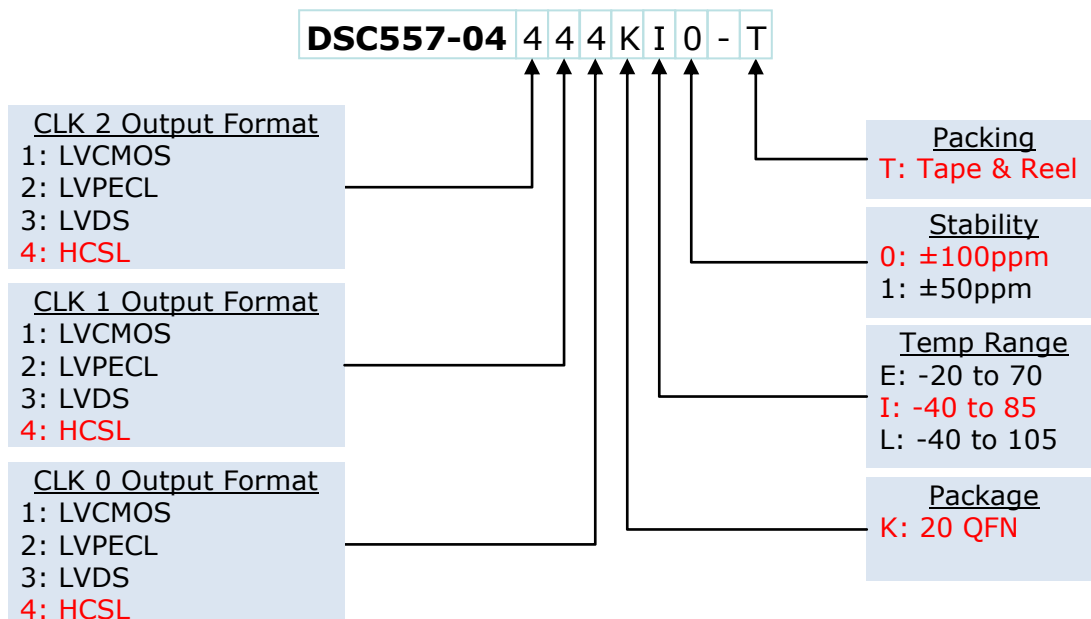 DSC557-04 4 4 4 K I 0 - T
CLK 2 Output Format
1: LVCMOS
2: LVPECL
3: LVDS
4: HCSL
CLK 1 Output Format
1: LVCMOS
2: LVPECL
3: LVDS
4: HCSL
CLK 0 Output Format
1: LVCMOS
2: LVPECL
3: LVDS
4: HCSL
Packing
T: Tape & Reel
Stability
0: ±100ppm
1: ±50ppm
Temp Range
E: -20 to 70
I: -40 to 85
L: -40 to 105
Package
K: 20 QFN